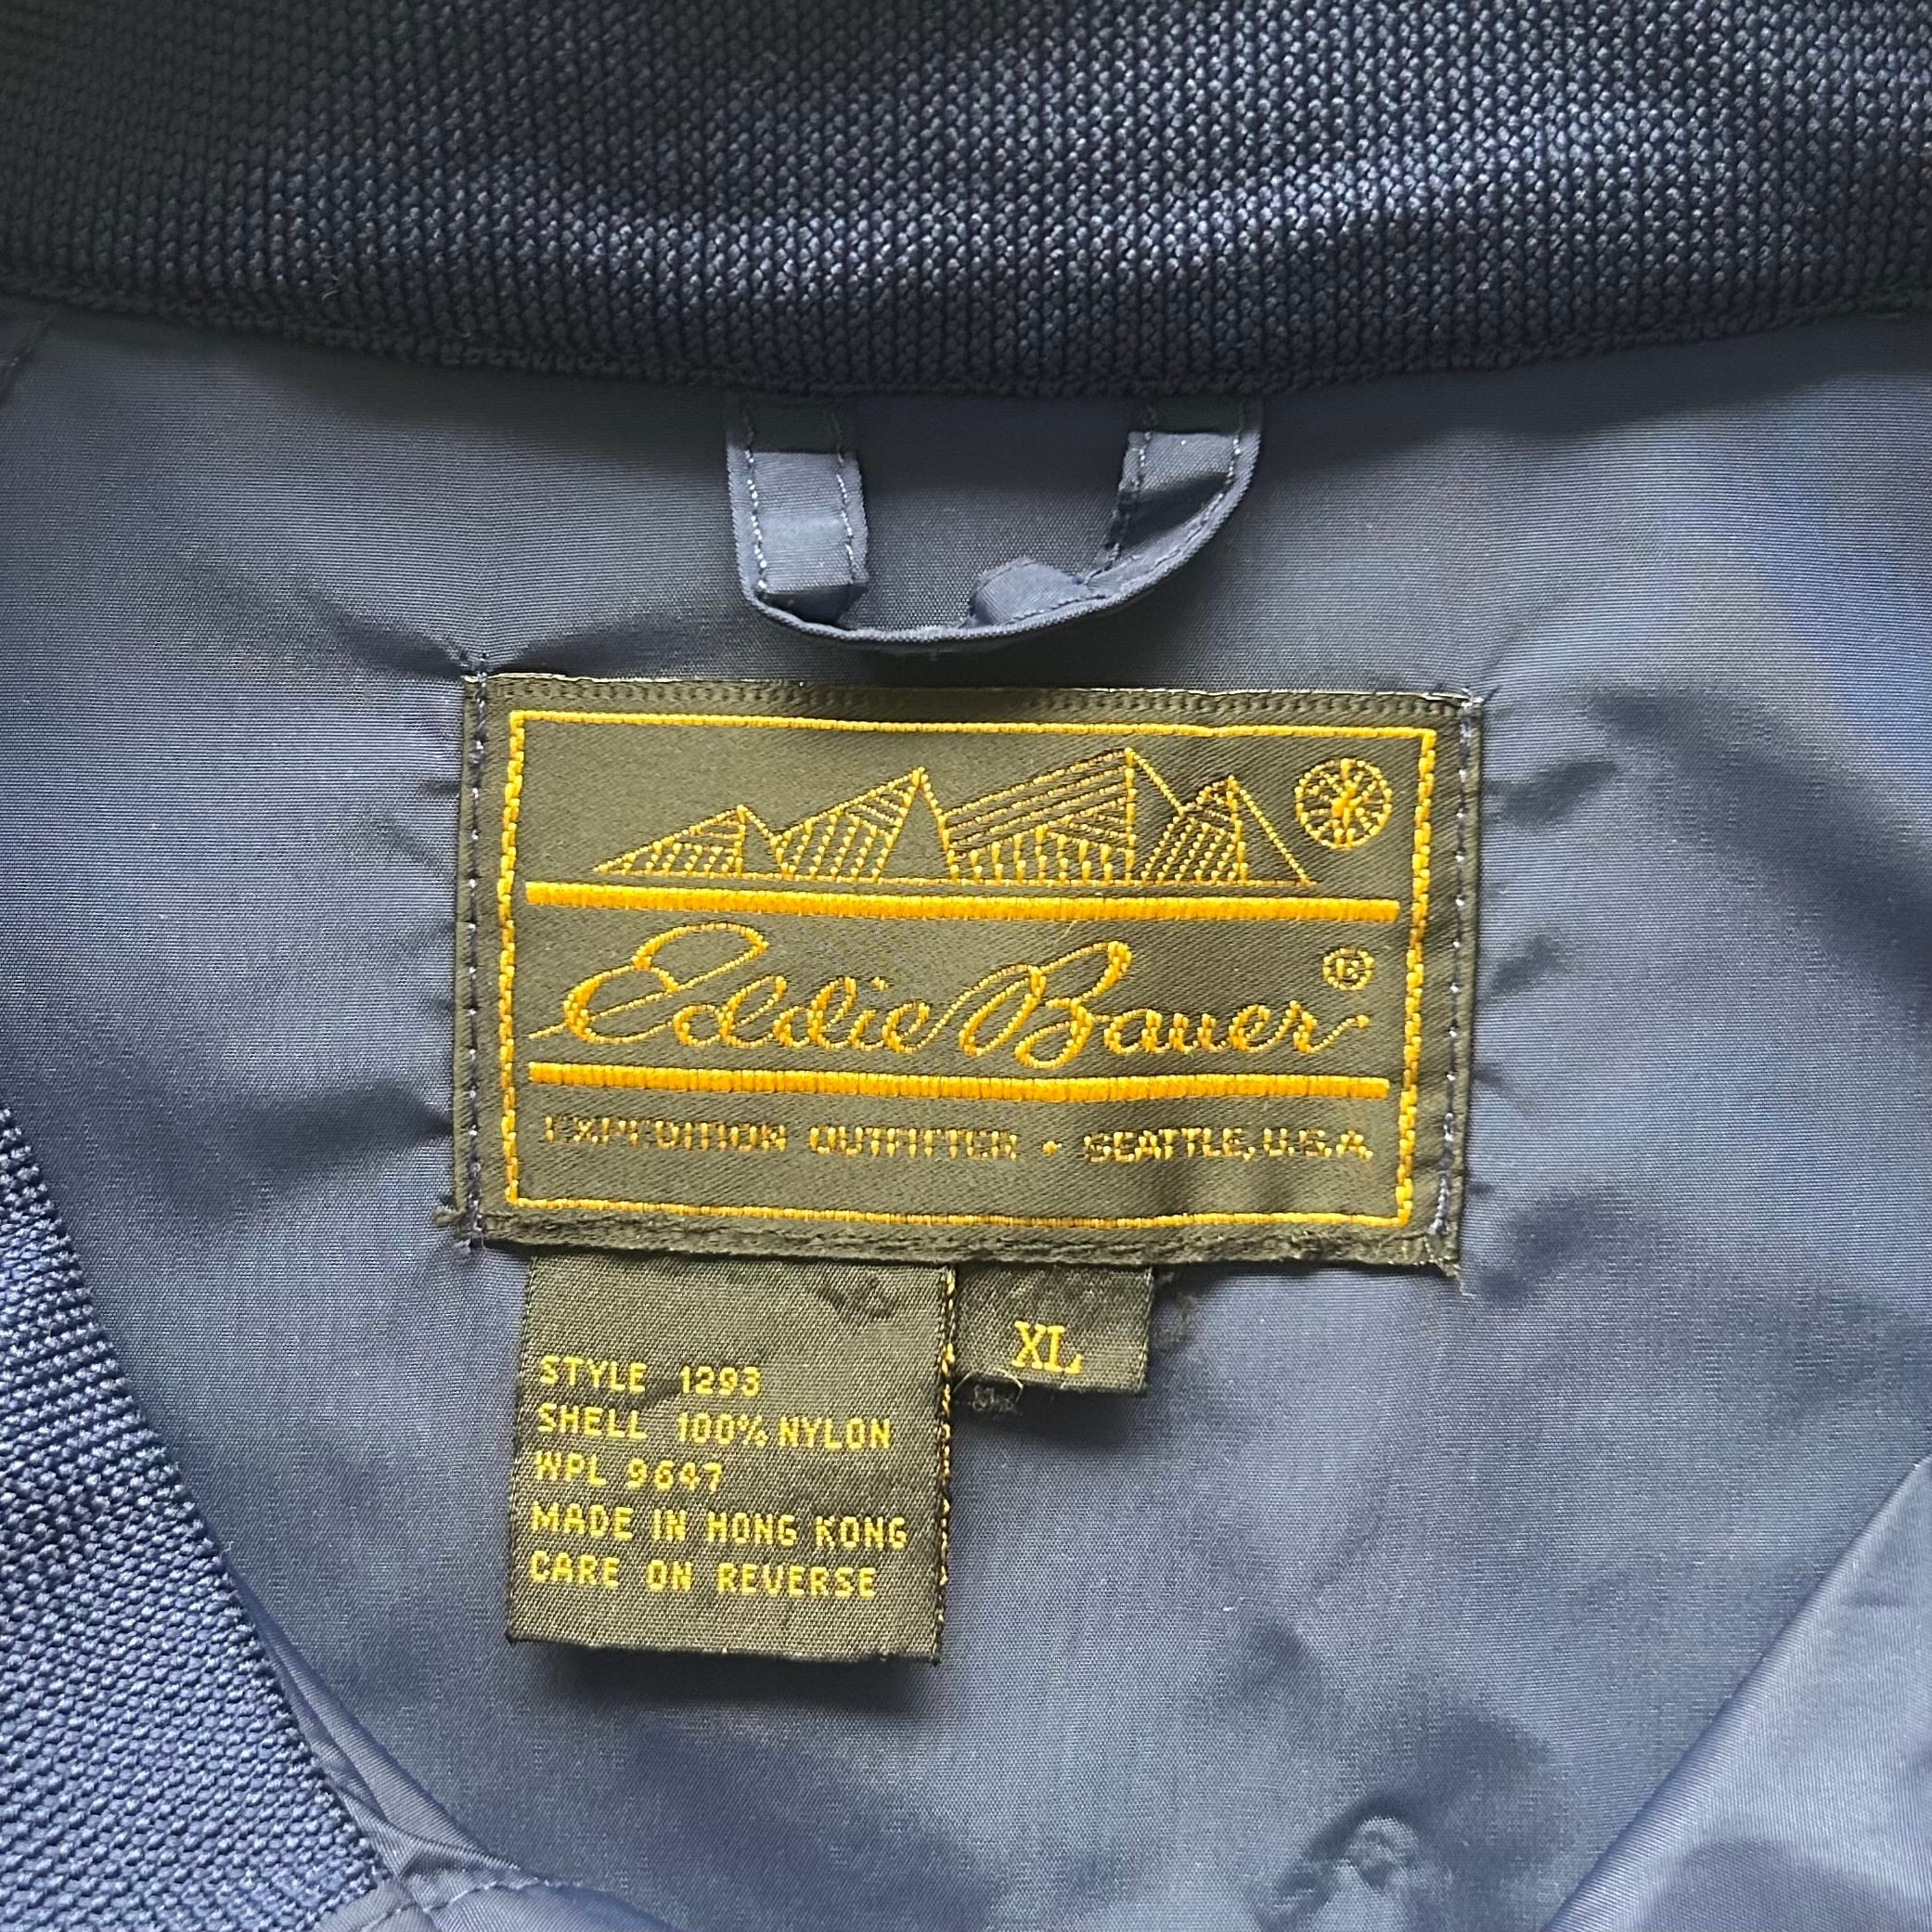 Eddie Bauer ®
EXPEDITION OUTFITTER • SEATTLE, U.S.A.
XL
STYLE 1293
SHELL 100% NYLON
WPL 9647
MADE IN HONG KONG
CARE ON REVERSE